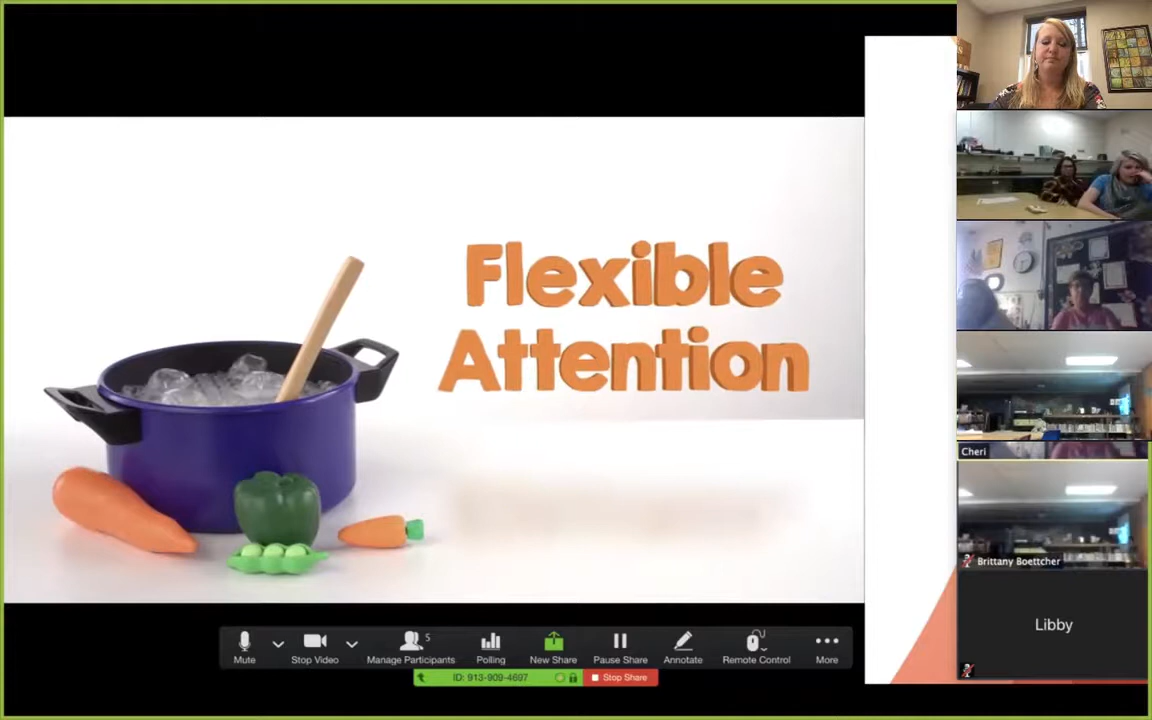 Flexible
Attention
Cheri
Brittany Boettcher
Libby
5
Mute
Stop Video
Manage Participants
Polling
New Share
Pause Share
Annotate
Remote Control
More
ID: 913-909-4697
Stop Share